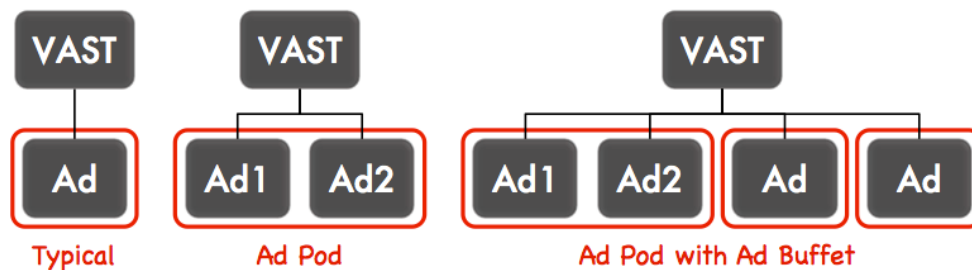 VAST VAST VAST
Ad Ad1 Ad2 Ad1 Ad2 Ad Ad
Typical Ad Pod Ad Pod with Ad Buffet